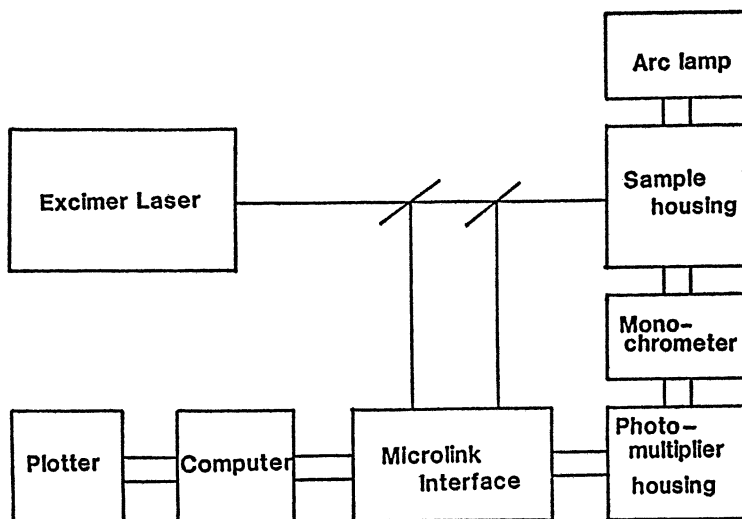 Arc lamp
Excimer Laser
Sample
housing
Mono-
chrometer
Plotter
Computer
Microlink
Interface
Photo-
multiplier
housing